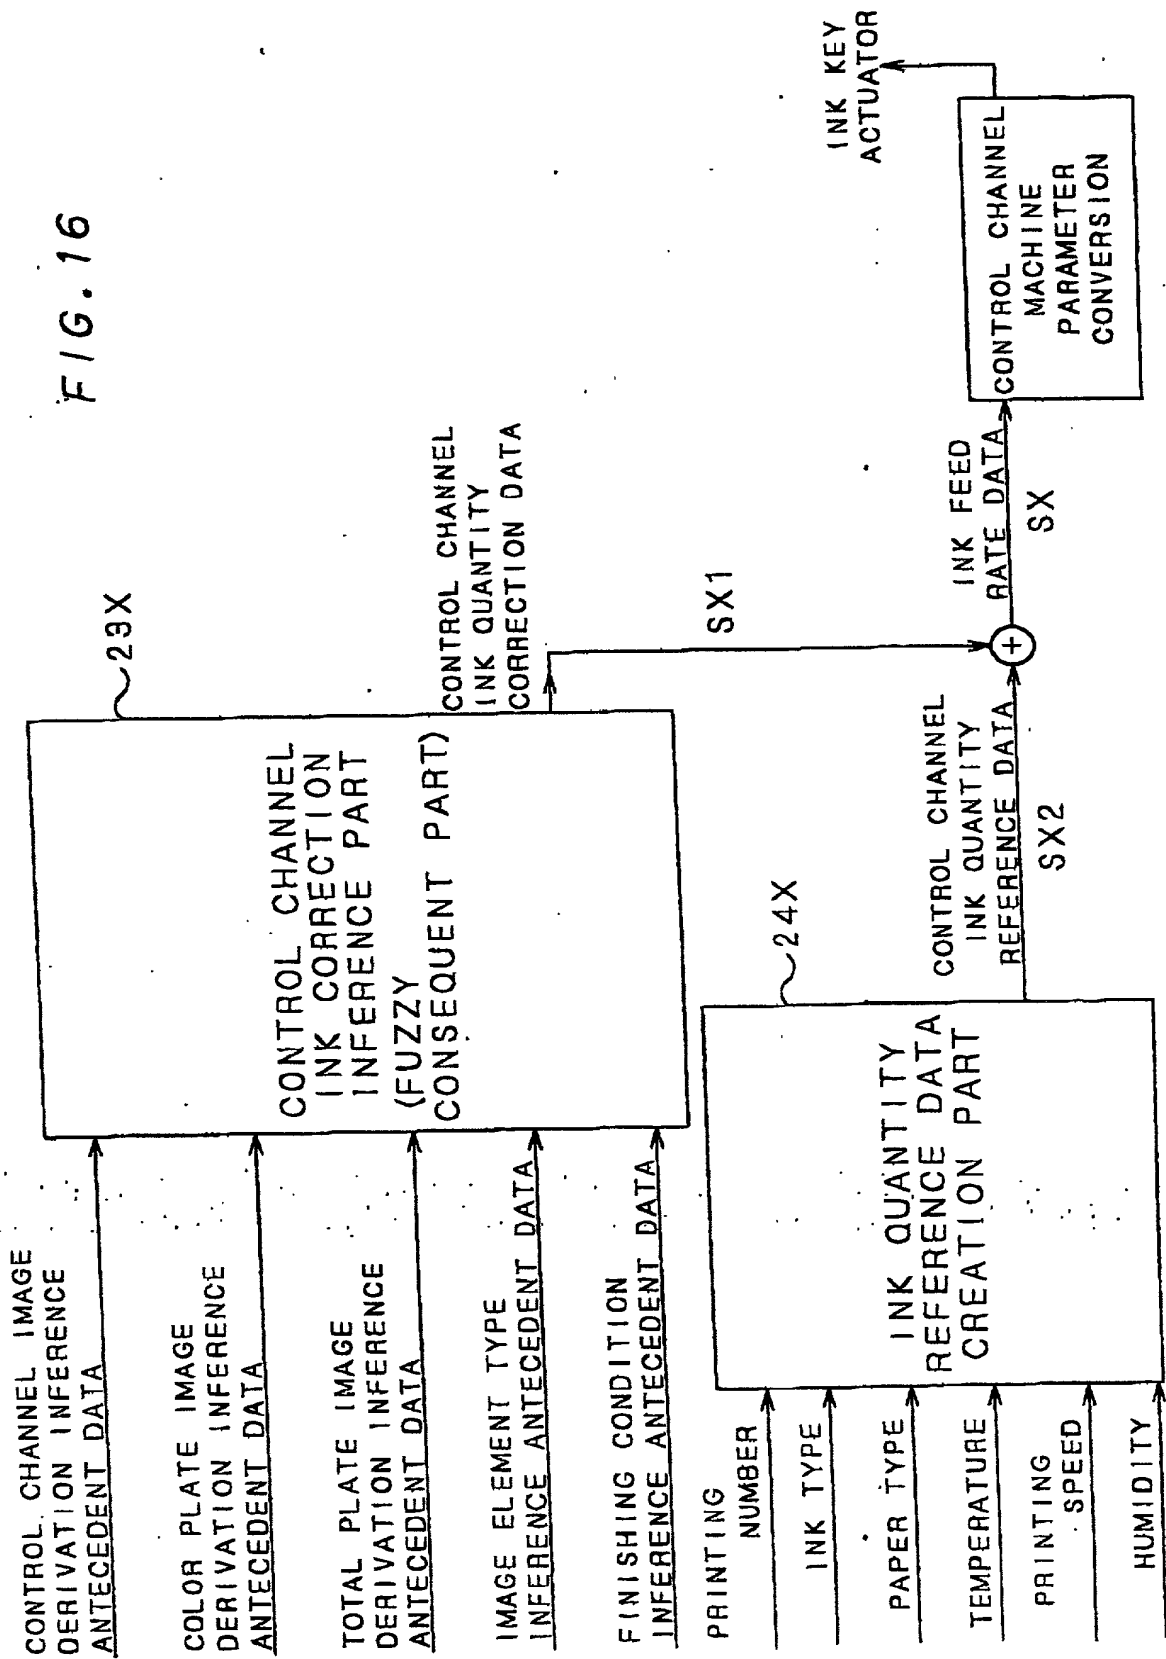 FIG. 16
CONTROL CHANNEL IMAGE
DERIVATION INFERENCE
ANTECEDENT DATA
COLOR PLATE IMAGE
DERIVATION INFERENCE
ANTECEDENT DATA
TOTAL PLATE IMAGE
DERIVATION INFERENCE
ANTECEDENT DATA
IMAGE ELEMENT TYPE
INFERENCE ANTECEDENT DATA
FINISHING CONDITION
INFERENCE ANTECEDENT DATA
23X
CONTROL CHANNEL
INK CORRECTION
INFERENCE PART
(FUZZY
CONSEQUENT PART)
CONTROL CHANNEL
INK QUANTITY
CORRECTION DATA
SX1
PRINTING
NUMBER
INK TYPE
PAPER TYPE
TEMPERATURE
PRINTING
SPEED
HUMIDITY
24X
INK QUANTITY
REFERENCE DATA
CREATION PART
CONTROL CHANNEL
INK QUANTITY
REFERENCE DATA
SX2
+
INK FEED
RATE DATA
SX
CONTROL CHANNEL
MACHINE
PARAMETER
CONVERSION
INK KEY
ACTUATOR